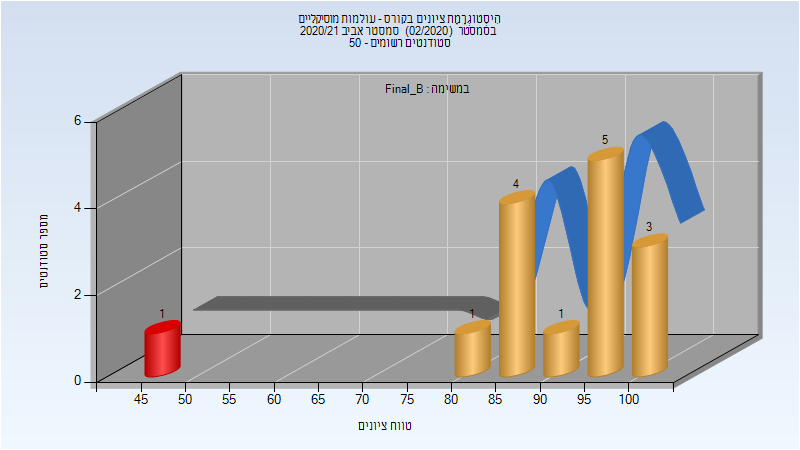 היסטוגרמת ציונים בקורס - עולמות מוסיקליים
בסמסטר (02/2020) סמסטר אביב 2020/21
סטודנטים רשומים - 50
במשימה : Final_B
מספר סטודנטים
6
4
2
0
1
1
4
1
5
3
45 50 55 60 65 70 75 80 85 90 95 100
טווח ציונים